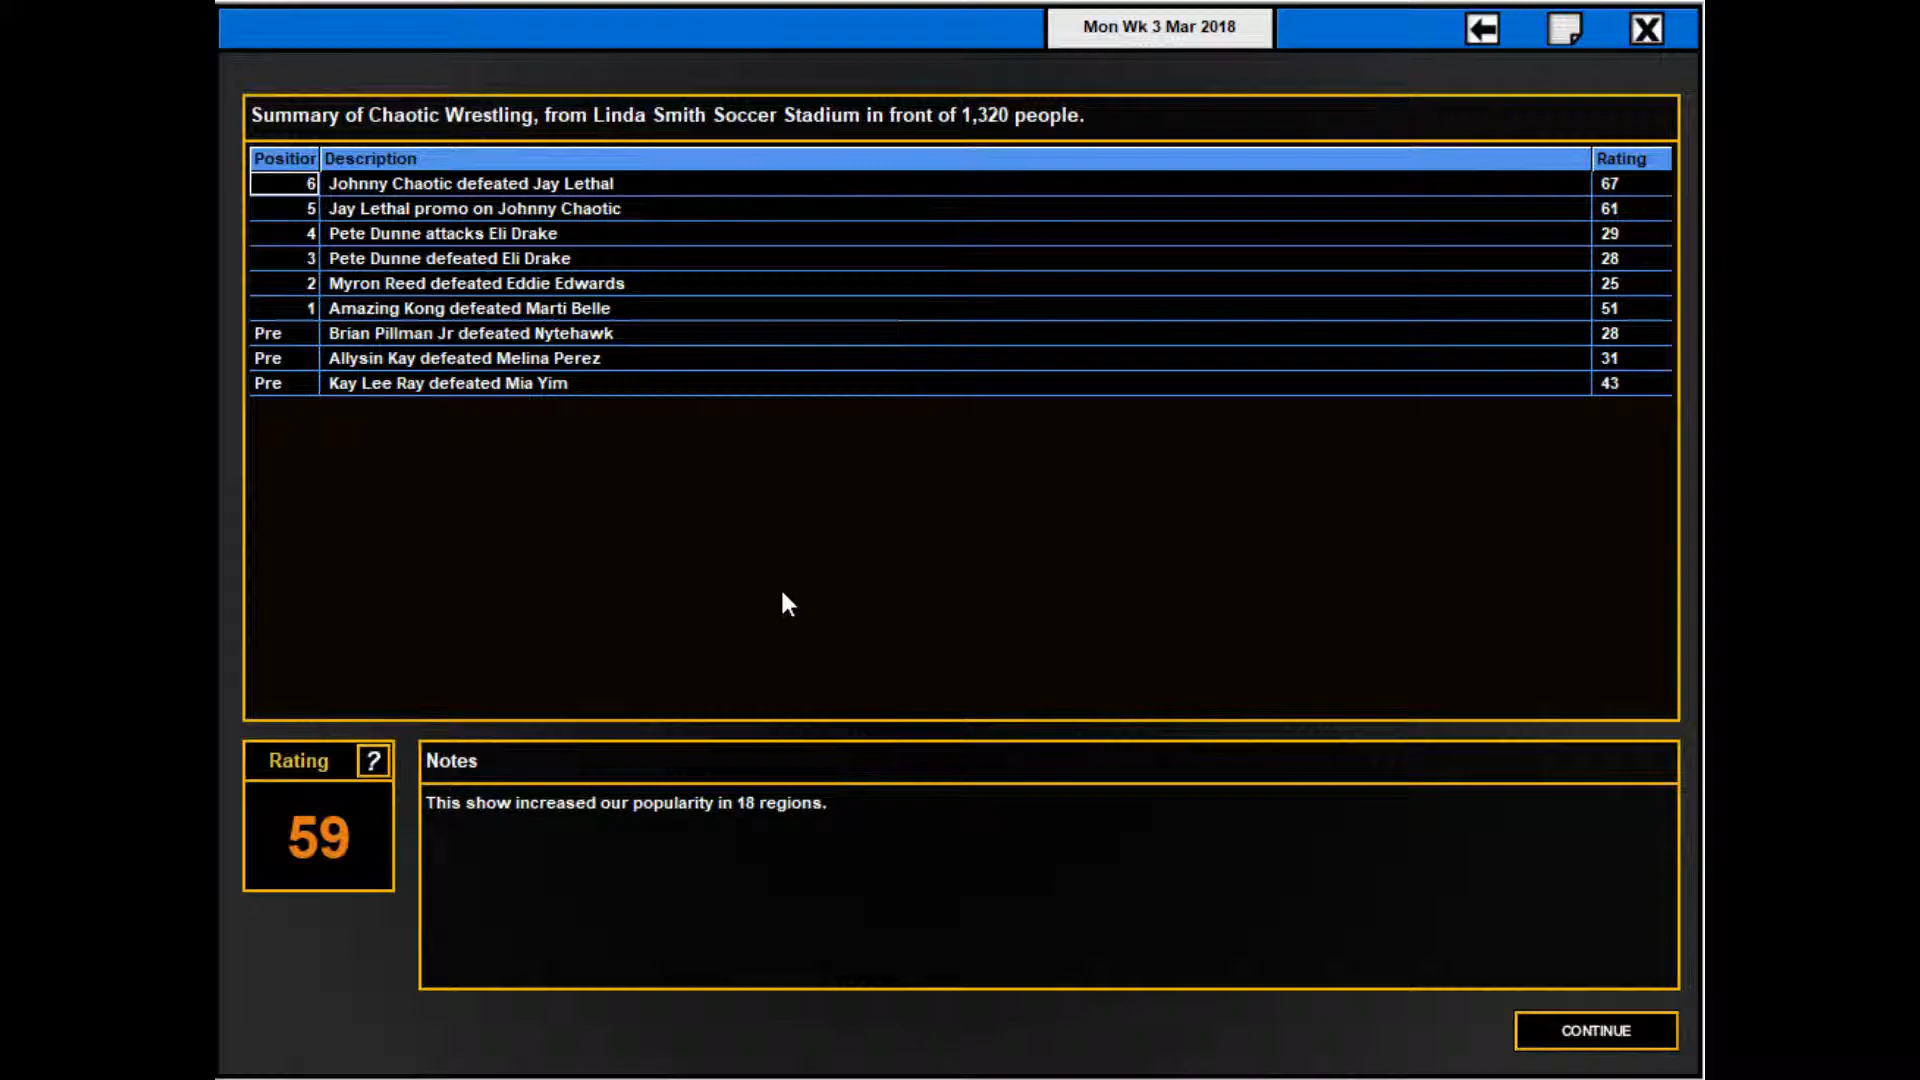 Mon Wk 3 Mar 2018
Summary of Chaotic Wrestling, from Linda Smith Soccer Stadium in front of 1,320 people.
Position Description Rating
6 Johnny Chaotic defeated Jay Lethal 67
5 Jay Lethal promo on Johnny Chaotic 61
4 Pete Dunne attacks Eli Drake 29
3 Pete Dunne defeated Eli Drake 28
2 Myron Reed defeated Eddie Edwards 25
1 Amazing Kong defeated Marti Belle 51
Pre Brian Pillman Jr defeated Nytehawk 28
Pre Allysin Kay defeated Melina Perez 31
Pre Kay Lee Ray defeated Mia Yim 43
Rating ?
59
Notes
This show increased our popularity in 18 regions.
CONTINUE